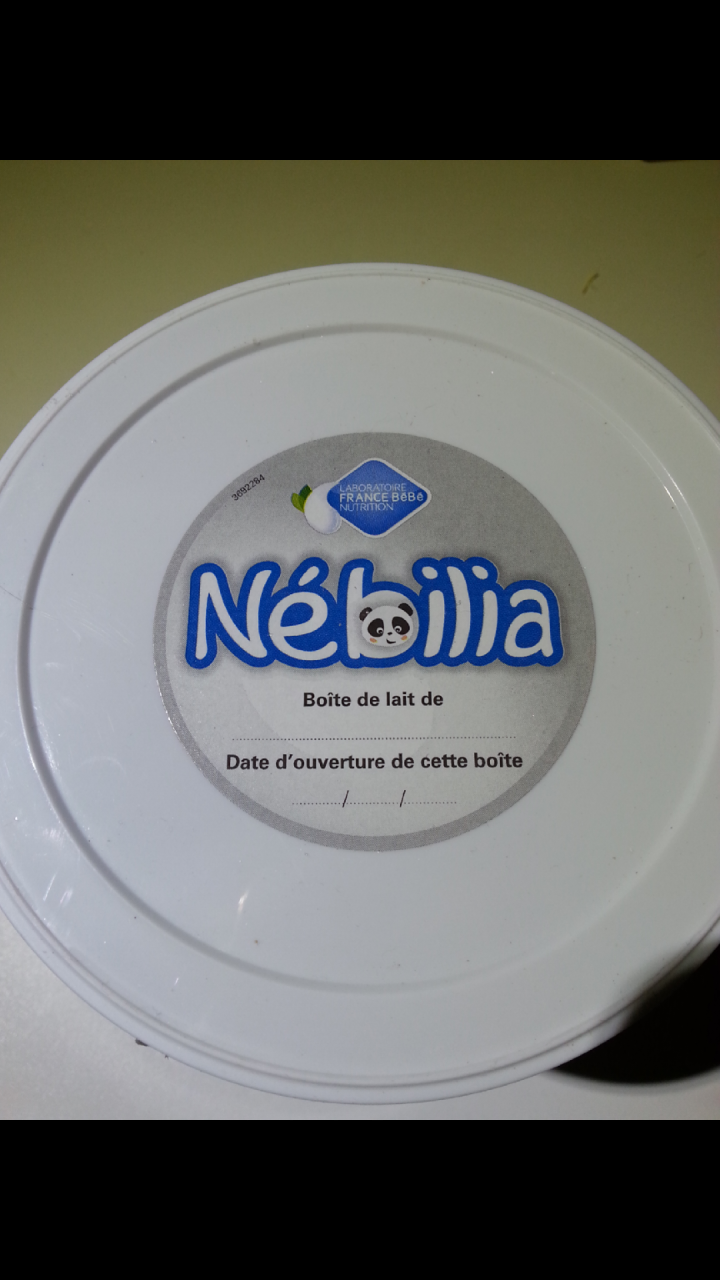 3692284
LABORATOIRE
FRANCE BéBé
NUTRITION
Nébilia
Boîte de lait de
Date d'ouverture de cette boîte
............/............/............